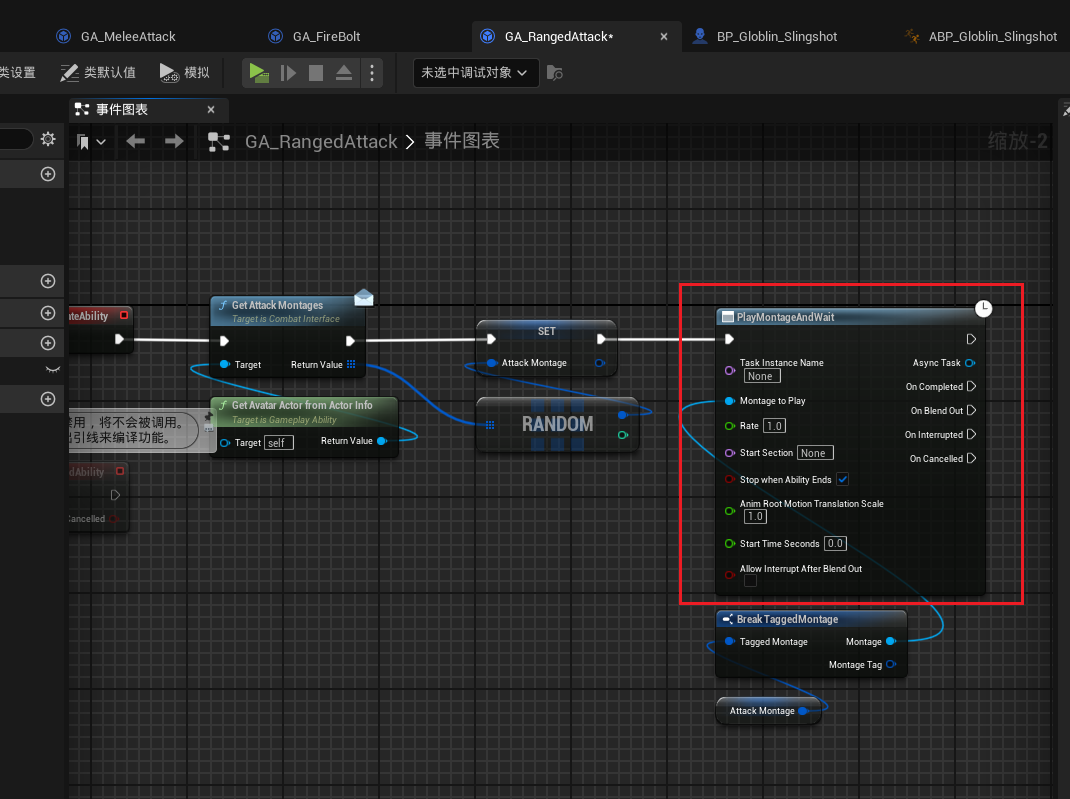 GA_MeleeAttack
GA_FireBolt
GA_RangedAttack*
BP_Globlin_Slingshot
ABP_Globlin_Slingshot
类设置
类默认值
模拟
未选中调试对象
事件图表
GA_RangedAttack > 事件图表
缩放-2
ateAbility
Get Attack Montages
Target is Combat Interface
Target
Return Value
Get Avatar Actor from Actor Info
Target is Gameplay Ability
Target self
Return Value
禁用，将不会被调用。
出引线来编译功能。
dAbility
Cancelled
SET
Attack Montage
RANDOM
PlayMontageAndWait
Task Instance Name
None
Async Task
On Completed
Montage to Play
On Blend Out
Rate 1.0
On Interrupted
Start Section None
On Cancelled
Stop when Ability Ends
Anim Root Motion Translation Scale
1.0
Start Time Seconds 0.0
Allow Interrupt After Blend Out
Break TaggedMontage
Tagged Montage
Montage
Montage Tag
Attack Montage